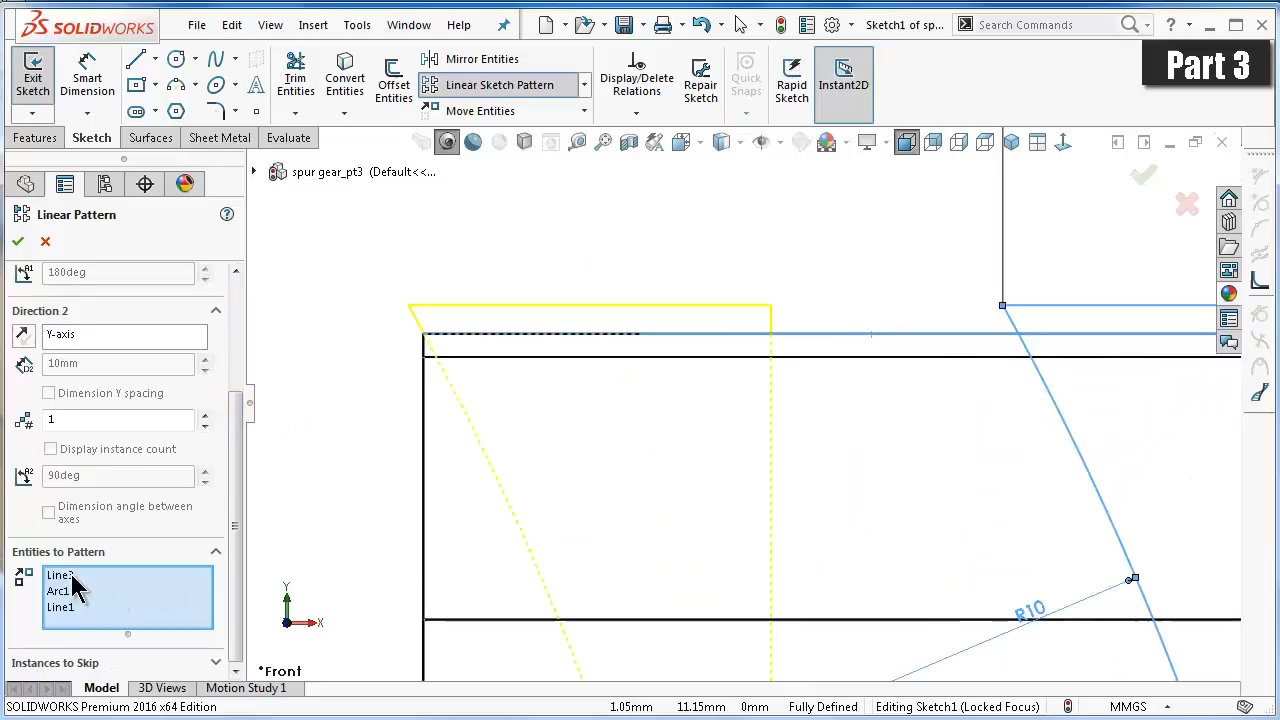 SOLIDWORKS
File Edit View Insert Tools Window Help
Sketch1 of sp...
Search Commands
Part 3
Exit Sketch
Smart Dimension
Trim Entities
Convert Entities
Offset Entities
Mirror Entities
Linear Sketch Pattern
Move Entities
Display/Delete Relations
Repair Sketch
Quick Snaps
Rapid Sketch
Instant2D
Features Sketch Surfaces Sheet Metal Evaluate
spur gear_pt3 (Default<<...
Linear Pattern
180deg
Direction 2
Y-axis
10mm
Dimension Y spacing
1
Display instance count
90deg
Dimension angle between
axes
Entities to Pattern
Line3
Arc1
Line1
Instances to Skip
R10
Y
X
*Front
Model 3D Views Motion Study 1
SOLIDWORKS Premium 2016 x64 Edition 1.05mm 11.15mm 0mm Fully Defined Editing Sketch1 (Locked Focus) MMGS